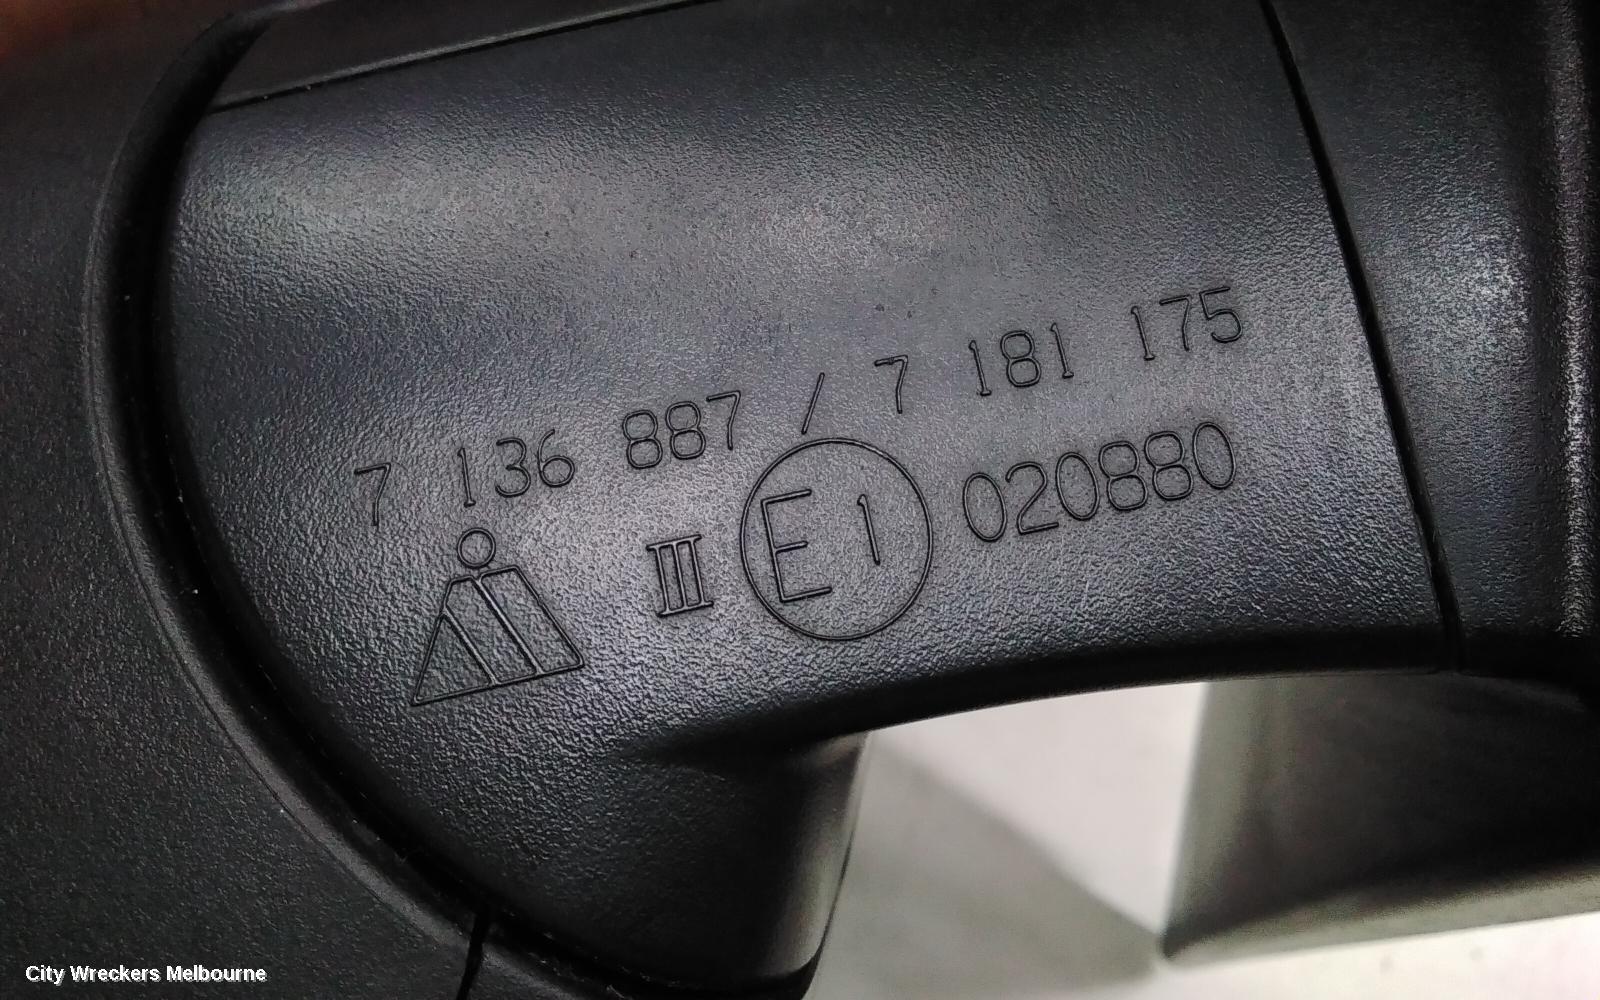 7 136 887 / 7 181 175
III E1 020880
City Wreckers Melbourne